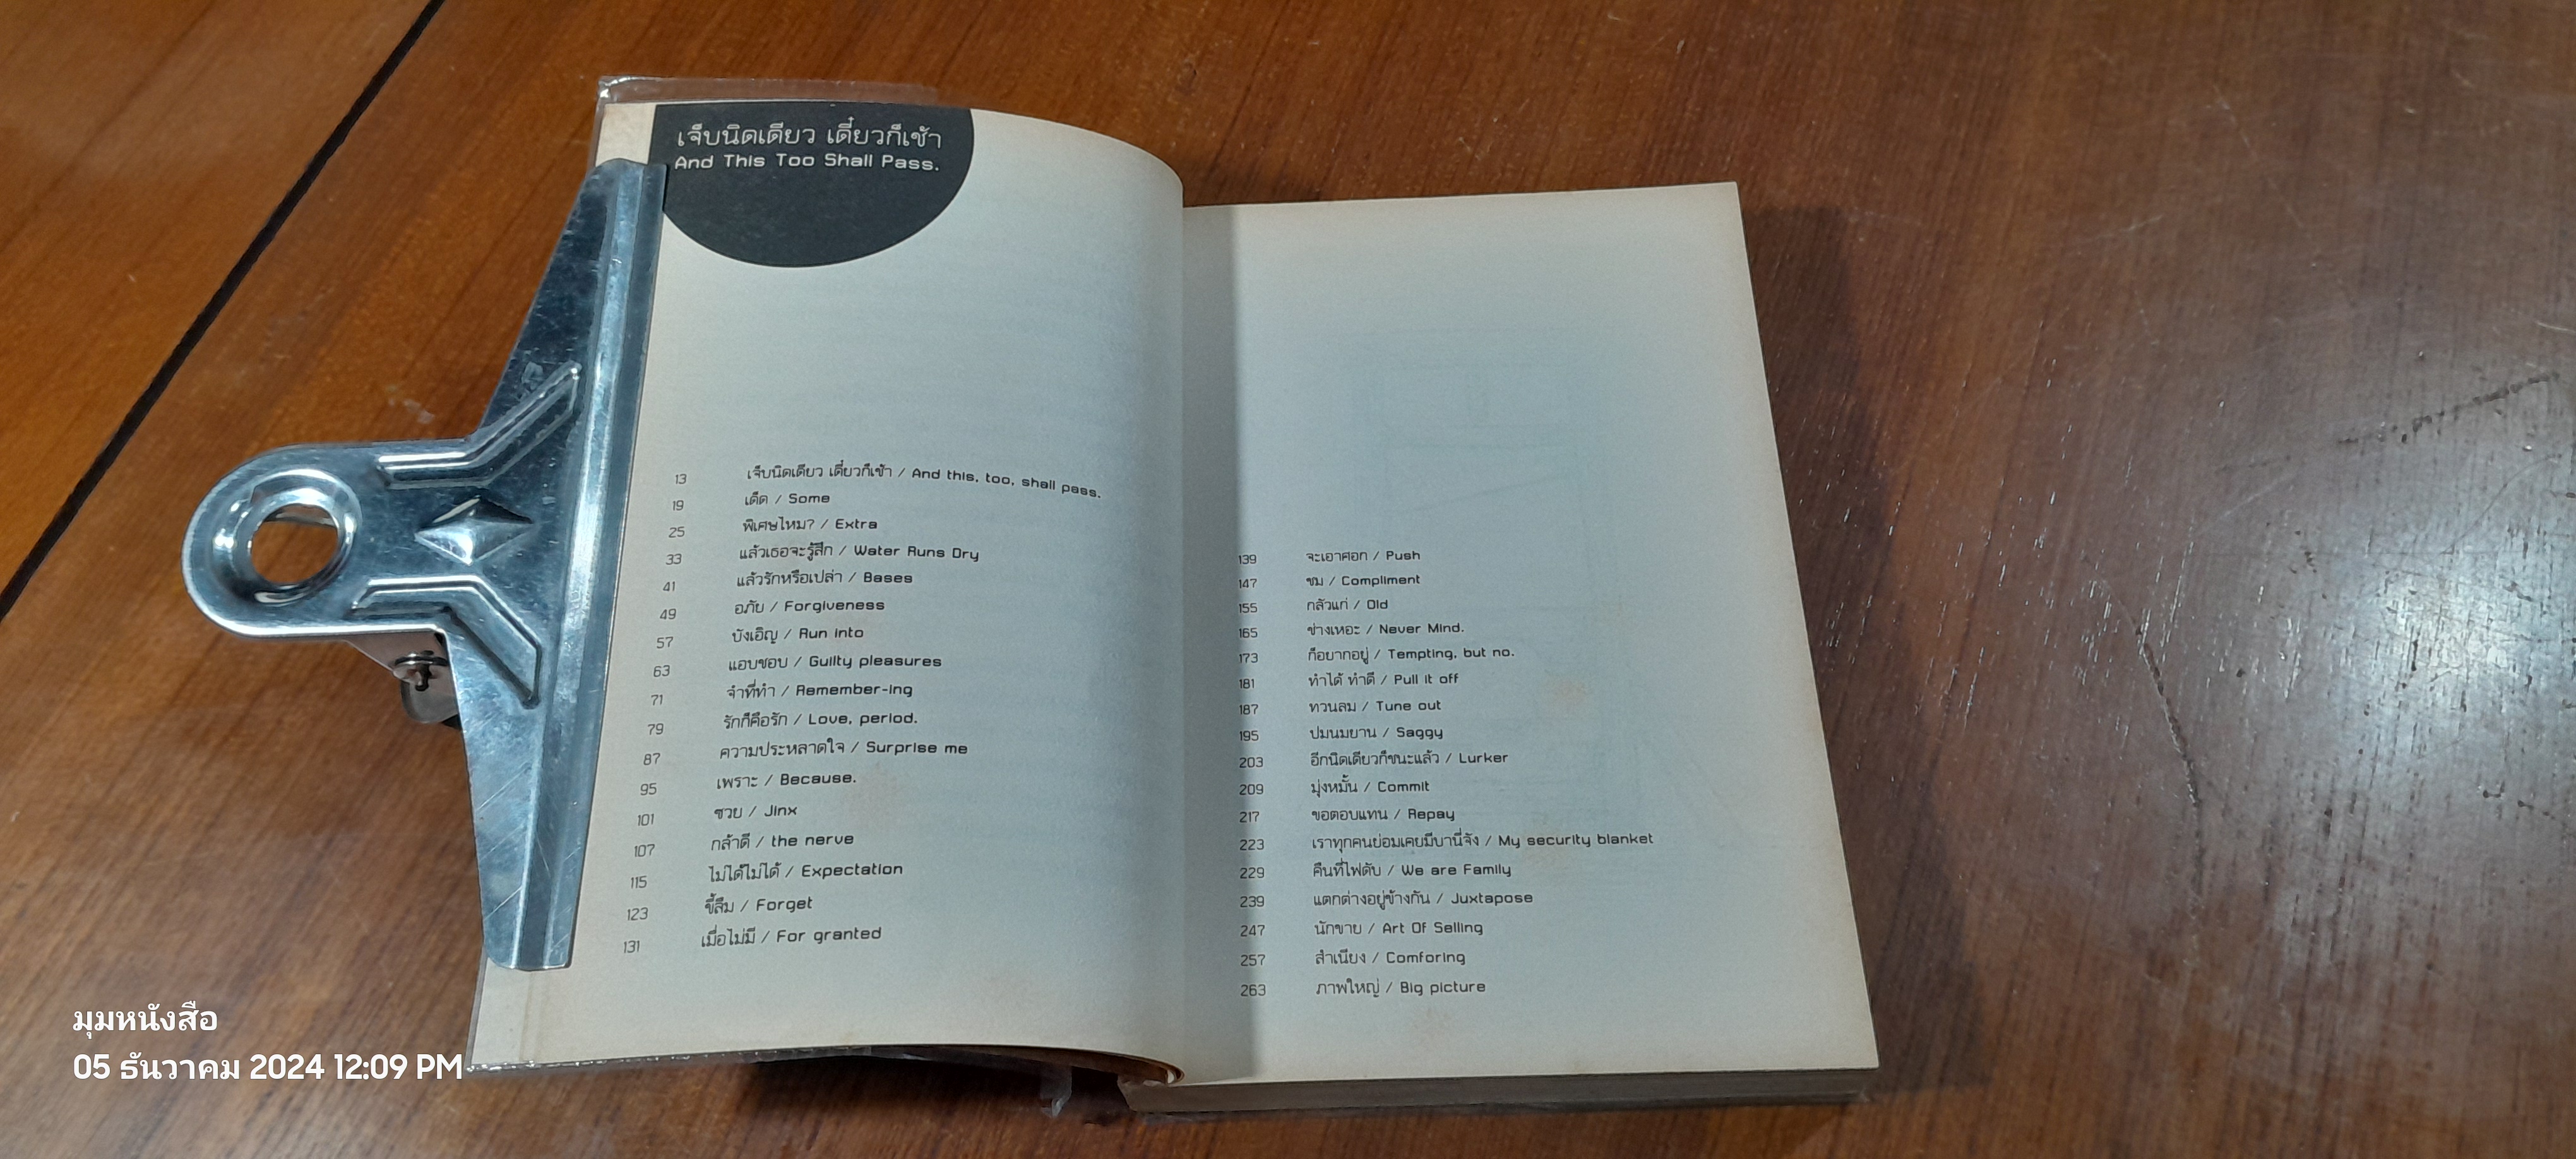 เจ็บนิดเดียว เดี๋ยวก็เช้า
And This Too Shall Pass.
13 เจ็บนิดเดียว เดี๋ยวก็เช้า / And this, too, shall pass.
19 เด็ด / Some
25 พิเศษไหม? / Extra
33 แล้วเธอจะรู้สึก / Water Runs Dry
41 แล้วรักหรือเปล่า / Bases
49 อภัย / Forgiveness
57 บังเอิญ / Run into
63 แอบชอบ / Guilty pleasures
71 จำที่ทำ / Remember-ing
79 รักก็คือรัก / Love, period.
87 ความประหลาดใจ / Surprise me
95 เพราะ / Because.
101 ซวย / Jinx
107 กล้าดี / the nerve
115 ไม่ได้ไม่ได้ / Expectation
123 ขี้ลืม / Forget
131 เมื่อไม่มี / For granted
139 จะเอาศอก / Push
147 ชม / Compliment
155 กลัวแก่ / Old
165 ช่างเหอะ / Never Mind.
173 ก็อยากอยู่ / Tempting, but no.
181 ทำได้ ทำดี / Pull it off
187 ทวนลม / Tune out
195 ปมนมยาน / Saggy
203 อีกนิดเดียวก็ชนะแล้ว / Lurker
209 มุ่งหมั้น / Commit
217 ขอตอบแทน / Repay
223 เราทุกคนย่อมเคยมีบานี่จัง / My security blanket
229 คืนที่ไฟดับ / We are Family
239 แตกต่างอยู่ข้างกัน / Juxtapose
247 นักขาย / Art Of Selling
257 สำเนียง / Comforing
263 ภาพใหญ่ / Big picture
มุมหนังสือ
05 ธันวาคม 2024 12:09 PM